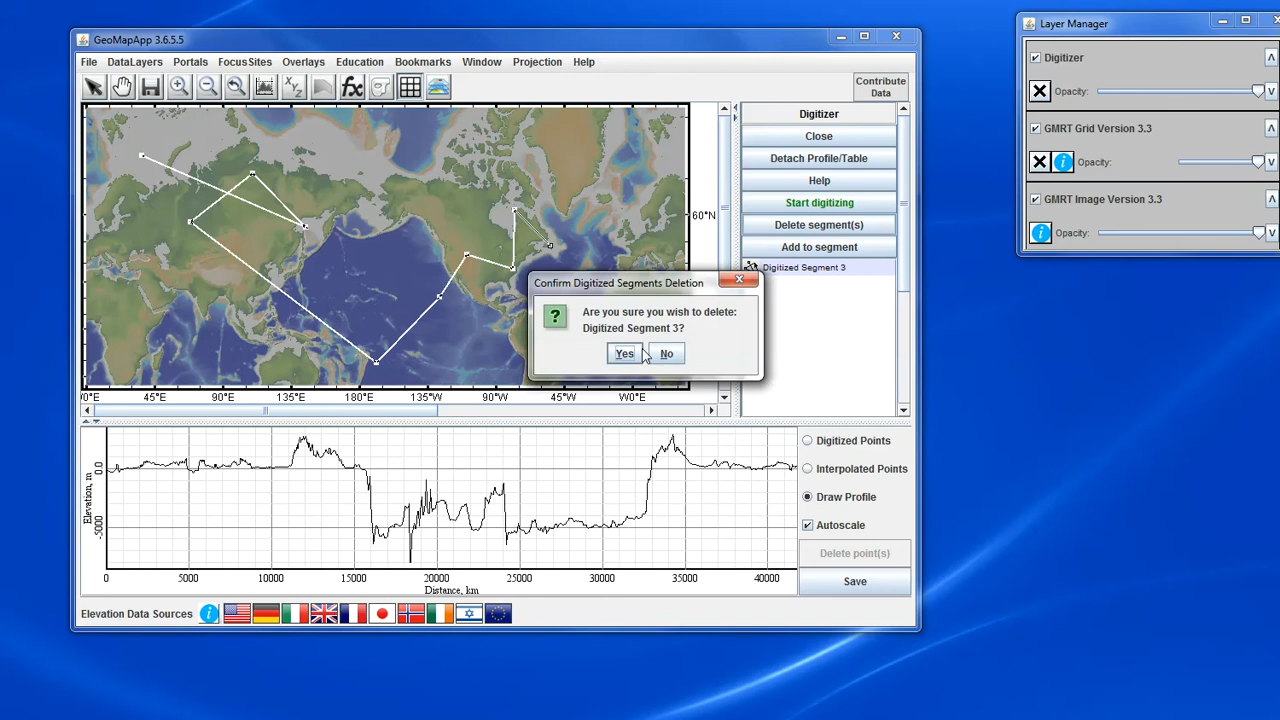 GeoMapApp 3.6.5.5
File DataLayers Portals FocusSites Overlays Education Bookmarks Window Projection Help
X Y Z
fx
Contribute
Data
60°N
45°E 90°E 135°E 180°E 135°W 90°W 45°W
Digitizer
Close
Detach Profile/Table
Help
Start digitizing
Delete segment(s)
Add to segment
Digitized Segment 3
Confirm Digitized Segments Deletion
Are you sure you wish to delete:
Digitized Segment 3?
Yes No
Elevation, m
0.0
-5000
0 5000 10000 15000 20000 25000 30000 35000 40000
Distance, km
Digitized Points
Interpolated Points
Draw Profile
Autoscale
Delete point(s)
Save
Elevation Data Sources
Layer Manager
Digitizer
Opacity:
GMRT Grid Version 3.3
Opacity:
GMRT Image Version 3.3
Opacity: